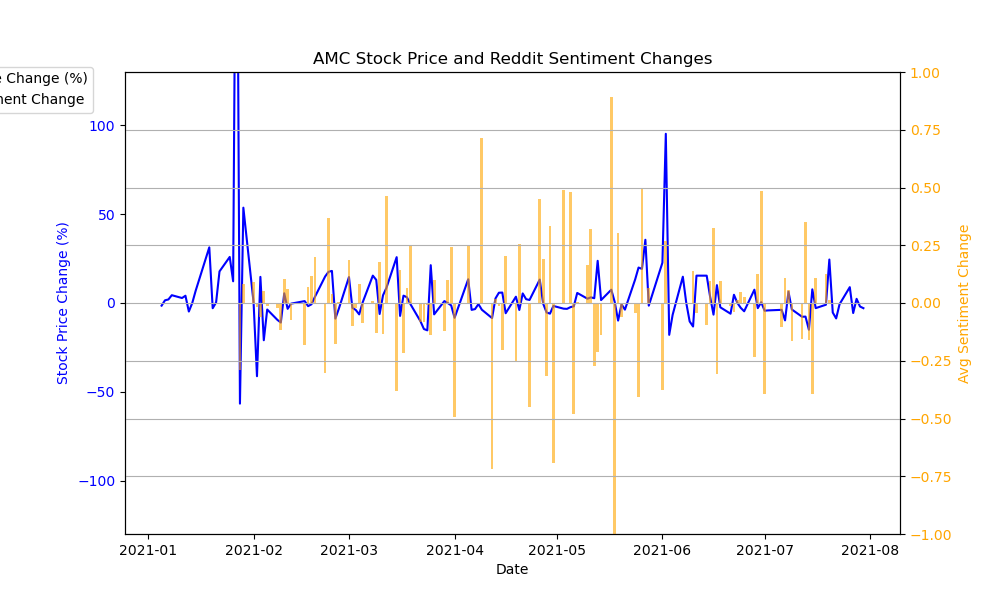 AMC Stock Price and Reddit Sentiment Changes
Change (%)
Change
Stock Price Change (%)
100
50
0
−50
−100
1.00
0.75
0.50
0.25
0.00
−0.25
−0.50
−0.75
−1.00
Avg Sentiment Change
2021-01 2021-02 2021-03 2021-04 2021-05 2021-06 2021-07 2021-08
Date